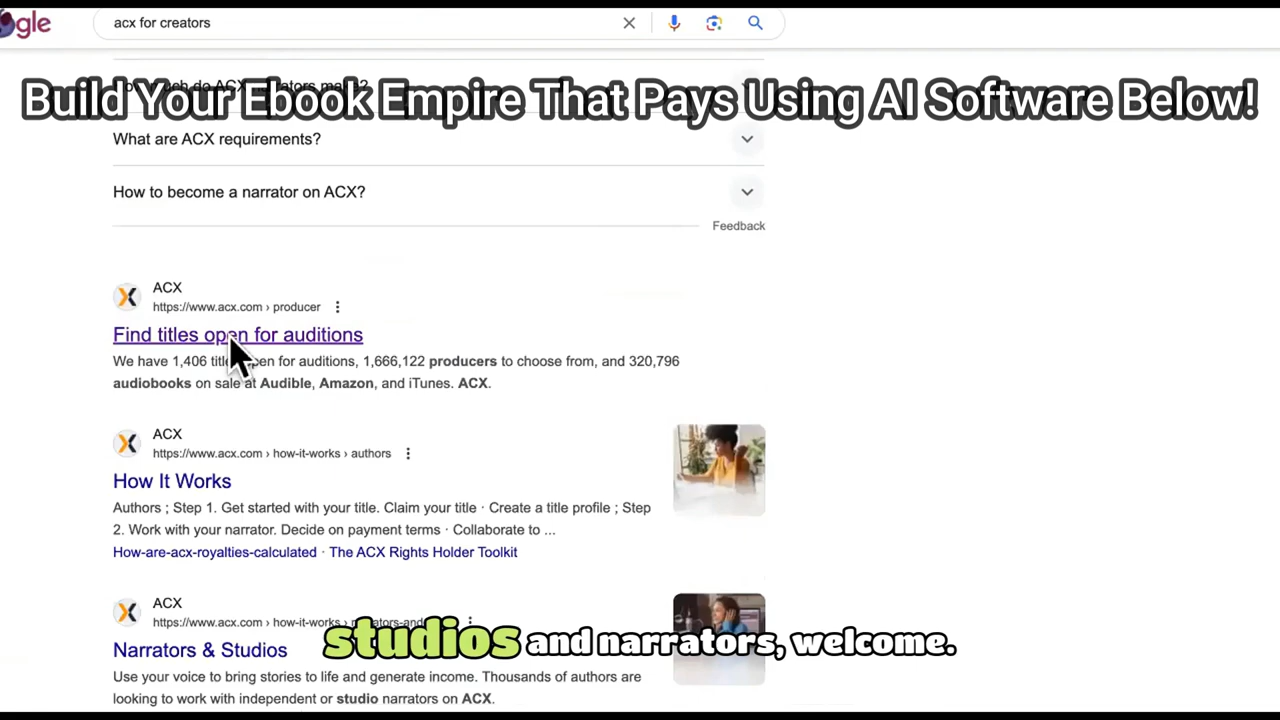 gle
acx for creators
Build Your Ebook Empire That Pays Using AI Software Below!
What are ACX requirements?
How to become a narrator on ACX?
Feedback
ACX
https://www.acx.com › producer
Find titles open for auditions
We have 1,406 open for auditions, 1,666,122 producers to choose from, and 320,796
audiobooks on sale at Audible, Amazon, and iTunes. ACX.
ACX
https://www.acx.com › how-it-works › authors
How It Works
Authors ; Step 1. Get started with your title. Claim your title · Create a title profile ; Step
2. Work with your narrator. Decide on payment terms · Collaborate to ...
How-are-acx-royalties-calculated · The ACX Rights Holder Toolkit
ACX
https://www.acx.com › how-it-works ›
studios and narrators, welcome.
Narrators & Studios
Use your voice to bring stories to life and generate income. Thousands of authors are
looking to work with independent or studio narrators on ACX.